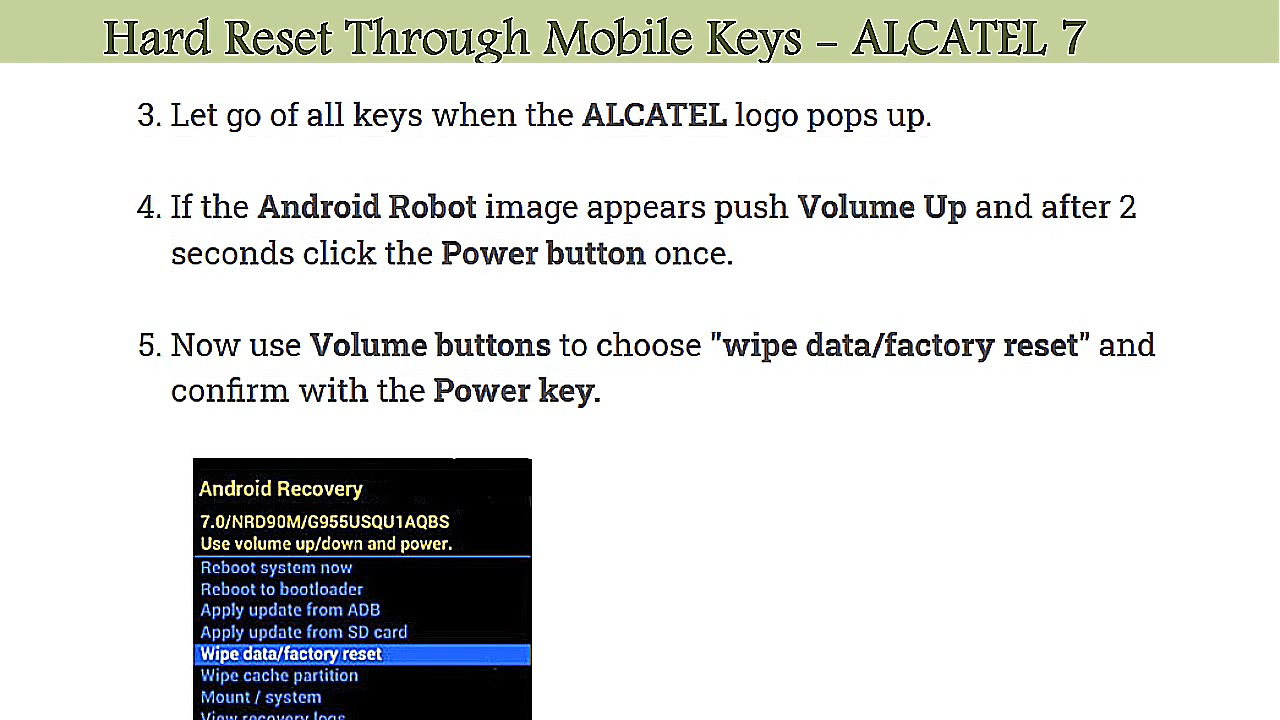 Hard Reset Through Mobile Keys – ALCATEL 7
3. Let go of all keys when the ALCATEL logo pops up.
4. If the Android Robot image appears push Volume Up and after 2
seconds click the Power button once.
5. Now use Volume buttons to choose "wipe data/factory reset" and
confirm with the Power key.
Android Recovery
7.0/NRD90M/G955USQU1AQBS
Use volume up/down and power.
Reboot system now
Reboot to bootloader
Apply update from ADB
Apply update from SD card
Wipe data/factory reset
Wipe cache partition
Mount / system
View recovery logs